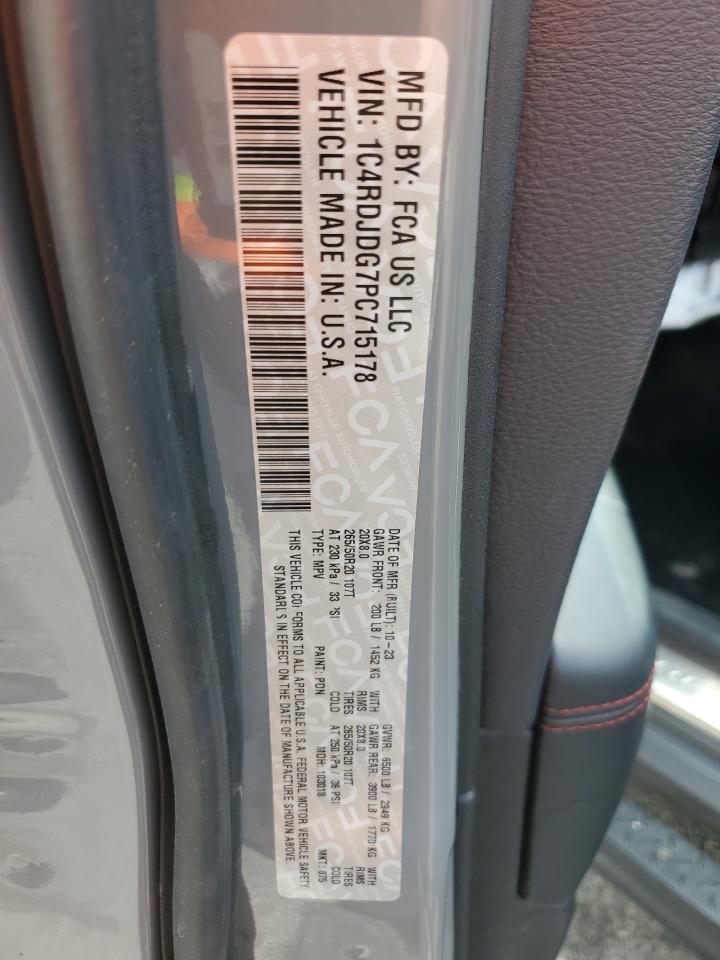 MFD BY: FCA US LLC
VIN: 1C4RDJDG7PC715178
VEHICLE MADE IN: U.S.A.
DATE OF MFR (BUILT): 10-23 GVWR: 6500 LB / 2949 KG
GAWR FRONT: 200 LB / 1452 KG WITH GAWR REAR: 3900 LB / 1770 KG WITH
20X8.0 RIMS 20X8.0 RIMS
265/50R20 107T TIRES 265/50R20 107T TIRES
AT 230 kPa / 33 PSI COLD AT 250 kPa / 36 PSI COLD
TYPE: MPV PAINT: PDN MDH: 103018 MKT:
THIS VEHICLE CONFORMS TO ALL APPLICABLE U.S.A. FEDERAL MOTOR VEHICLE SAFETY
STANDARDS IN EFFECT ON THE DATE OF MANUFACTURE SHOWN ABOVE